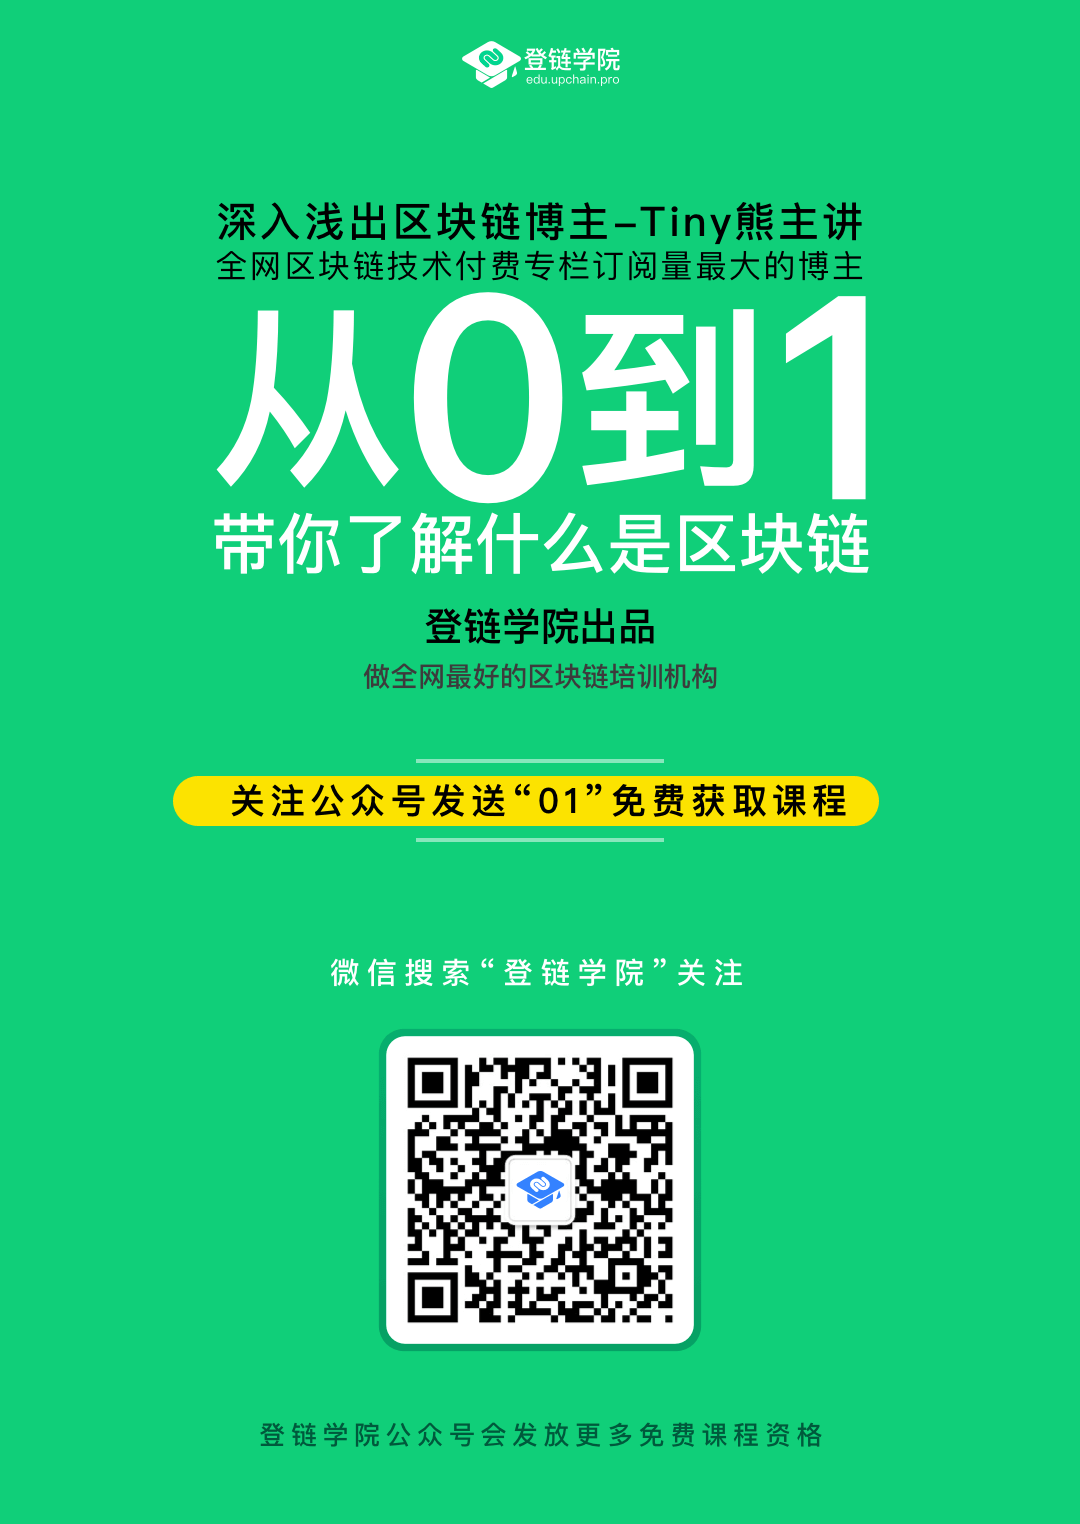 登链学院
edu.upchain.pro
深入浅出区块链博主–Tiny熊主讲
全网区块链技术付费专栏订阅量最大的博主
从0到1
带你了解什么是区块链
登链学院出品
做全网最好的区块链培训机构
关注公众号发送“01”免费获取课程
微信搜索“登链学院”关注
登链学院公众号会发放更多免费课程资格